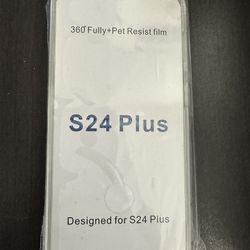 360°Fully+Pet Resist film
S24 Plus
Designed for S24 Plus